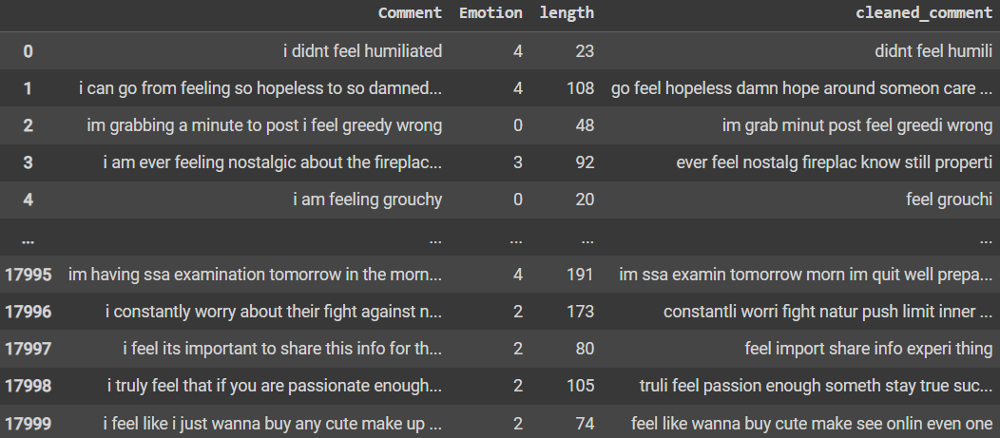 Comment Emotion length cleaned_comment
0 i didnt feel humiliated 4 23 didnt feel humili
1 i can go from feeling so hopeless to so damned... 4 108 go feel hopeless damn hope around someon care ...
2 im grabbing a minute to post i feel greedy wrong 0 48 im grab minut post feel greedi wrong
3 i am ever feeling nostalgic about the fireplac... 3 92 ever feel nostalg fireplac know still properti
4 i am feeling grouchy 0 20 feel grouchi
... ... ... ... ...
17995 im having ssa examination tomorrow in the morn... 4 191 im ssa examin tomorrow morn im quit well prepa...
17996 i constantly worry about their fight against n... 2 173 constantli worri fight natur push limit inner ...
17997 i feel its important to share this info for th... 2 80 feel import share info experi thing
17998 i truly feel that if you are passionate enough... 2 105 truli feel passion enough someth stay true suc...
17999 i feel like i just wanna buy any cute make up ... 2 74 feel like wanna buy cute make see onlin even one